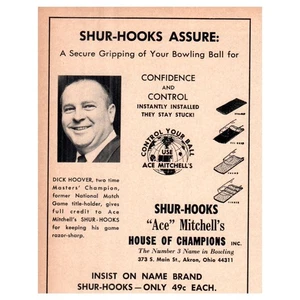 SHUR-HOOKS ASSURE:
A Secure Gripping of Your Bowling Ball for
CONFIDENCE
and
CONTROL
INSTANTLY INSTALLED
THEY STAY STUCK!
CONTROL YOUR BALL
USE
ACE MITCHELL'S
DICK HOOVER, two time
Masters' Champion,
former National Match
Game title-holder, gives
full credit to Ace
Mitchell's SHUR-HOOKS
for keeping his game
razor-sharp.
SHUR-HOOKS
"Ace" Mitchell's
HOUSE OF CHAMPIONS INC.
The Number 3 Name in Bowling
373 S. Main St., Akron, Ohio 44311
INSIST ON NAME BRAND
SHUR-HOOKS—ONLY 49c EACH.